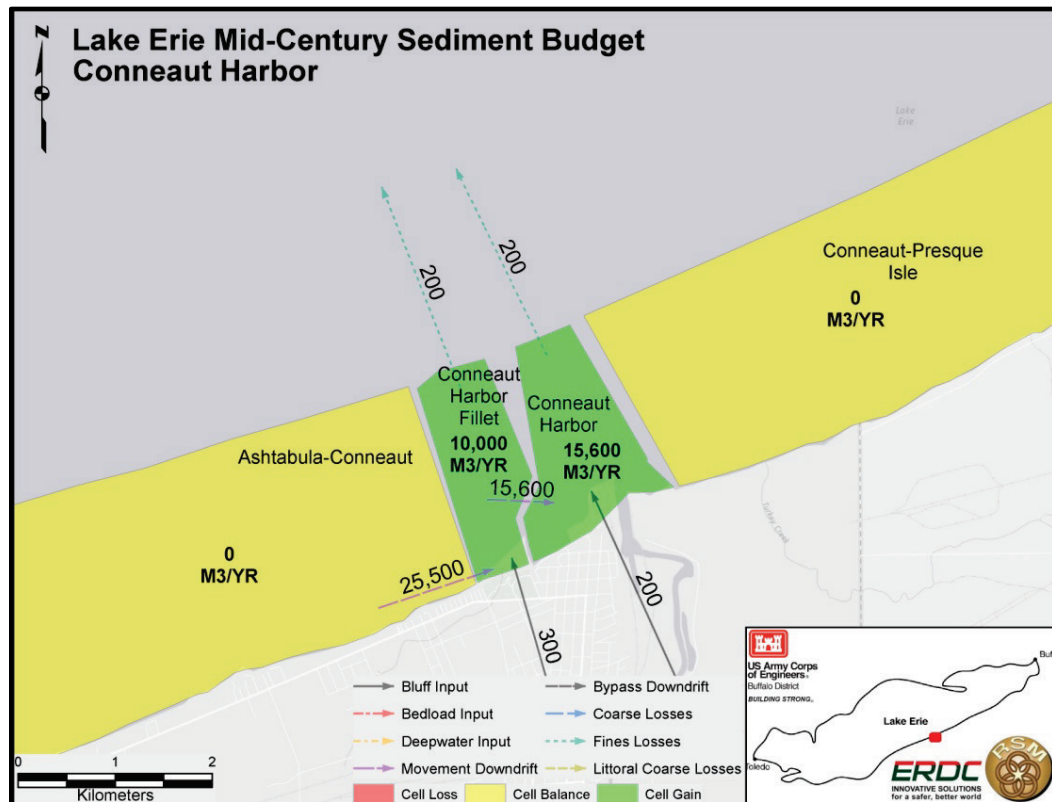 N
Lake Erie Mid-Century Sediment Budget
Conneaut Harbor
Lake
Erie
200
200
Conneaut-Presque
Isle
0
M3/YR
Conneaut
Harbor
Fillet
10,000
M3/YR
Conneaut
Harbor
15,600
M3/YR
Ashtabula-Conneaut
0
M3/YR
15,600
25,500
300
200
Turkey Creek
Bluff Input
Bedload Input
Deepwater Input
Movement Downdrift
Bypass Downdrift
Coarse Losses
Fines Losses
Littoral Coarse Losses
Cell Loss
Cell Balance
Cell Gain
0 1 2
Kilometers
US Army Corps
of Engineers®
Buffalo District
BUILDING STRONG®
Buf
Lake Erie
Toledo
ERDC
INNOVATIVE SOLUTIONS
for a safer, better world
RSM